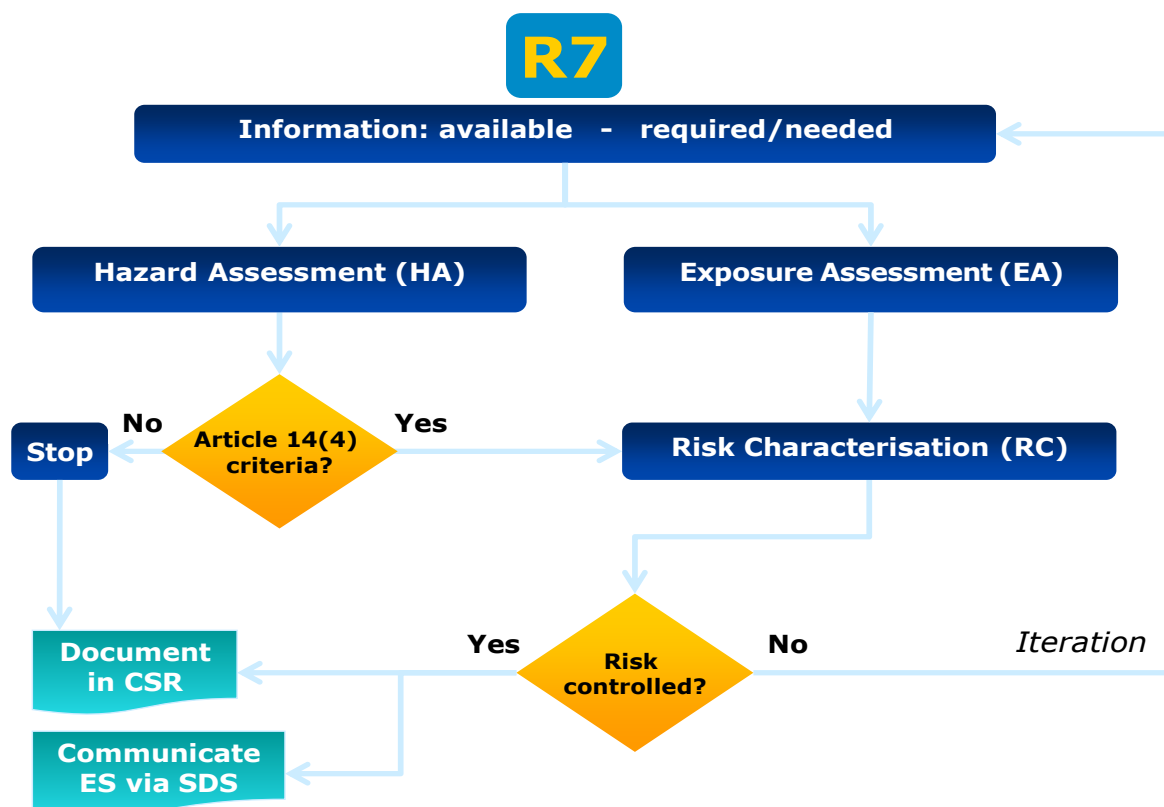 R7
Information: available - required/needed
Hazard Assessment (HA)
Exposure Assessment (EA)
No
Article 14(4)
criteria?
Yes
Stop
Risk Characterisation (RC)
Document
in CSR
Yes
Risk
controlled?
No
Iteration
Communicate
ES via SDS